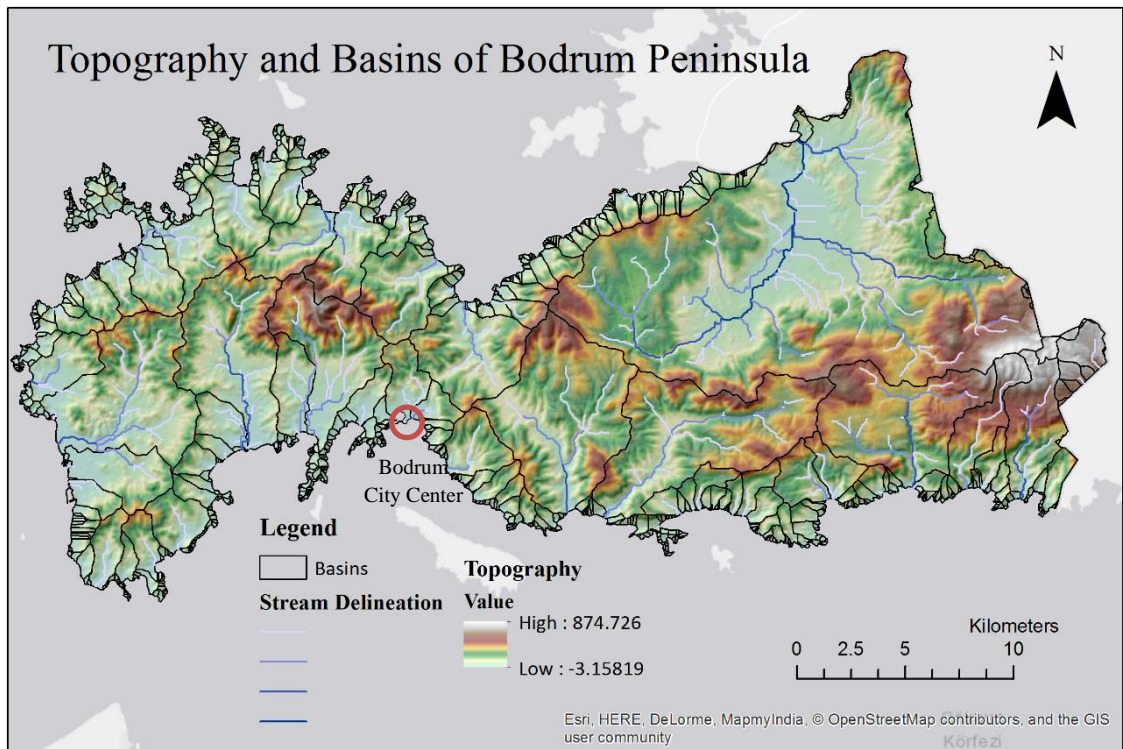 Topography and Basins of Bodrum Peninsula
N
Bodrum
City Center
Legend
Basins
Stream Delineation
Topography
Value
High : 874.726
Low : -3.15819
Kilometers
0 2.5 5 10
Esri, HERE, DeLorme, MapmyIndia, © OpenStreetMap contributors, and the GIS
user community
Körfezi